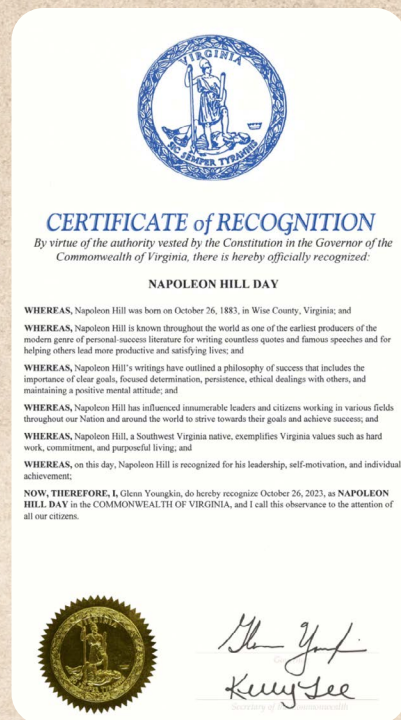 VIRGINIA
SIC SEMPER TYRANNIS
CERTIFICATE of RECOGNITION
By virtue of the authority vested by the Constitution in the Governor of the
Commonwealth of Virginia, there is hereby officially recognized:
NAPOLEON HILL DAY
WHEREAS, Napoleon Hill was born on October 26, 1883, in Wise County, Virginia; and
WHEREAS, Napoleon Hill is known throughout the world as one of the earliest producers of the
modern genre of personal-success literature for writing countless quotes and famous speeches and for
helping others lead more productive and satisfying lives; and
WHEREAS, Napoleon Hill's writings have outlined a philosophy of success that includes the
importance of clear goals, focused determination, persistence, ethical dealings with others, and
maintaining a positive mental attitude; and
WHEREAS, Napoleon Hill has influenced innumerable leaders and citizens working in various fields
throughout our Nation and around the world to strive towards their goals and achieve success; and
WHEREAS, Napoleon Hill, a Southwest Virginia native, exemplifies Virginia values such as hard
work, commitment, and purposeful living; and
WHEREAS, on this day, Napoleon Hill is recognized for his leadership, self-motivation, and individual
achievement;
NOW, THEREFORE, I, Glenn Youngkin, do hereby recognize October 26, 2023, as NAPOLEON
HILL DAY in the COMMONWEALTH OF VIRGINIA, and I call this observance to the attention of
all our citizens.
VIRGINIA
Kelly Gee
Secretary of